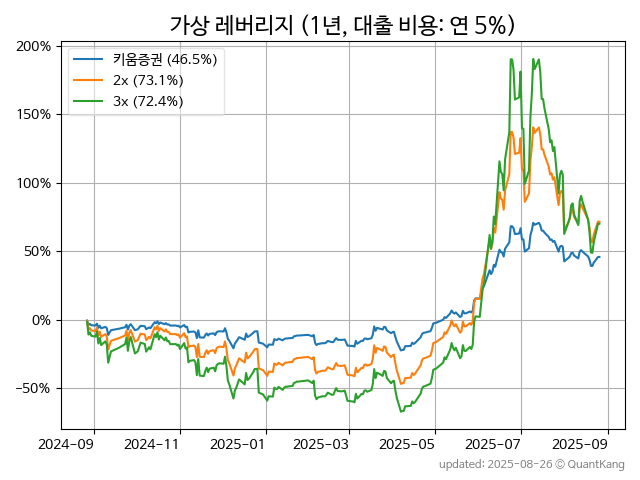 가상 레버리지 (1년, 대출 비용: 연 5%)
200%
150%
100%
50%
0%
−50%
키움증권 (46.5%)
2x (73.1%)
3x (72.4%)
2024-09 2024-11 2025-01 2025-03 2025-05 2025-07 2025-09
updated: 2025-08-26 © QuantKang